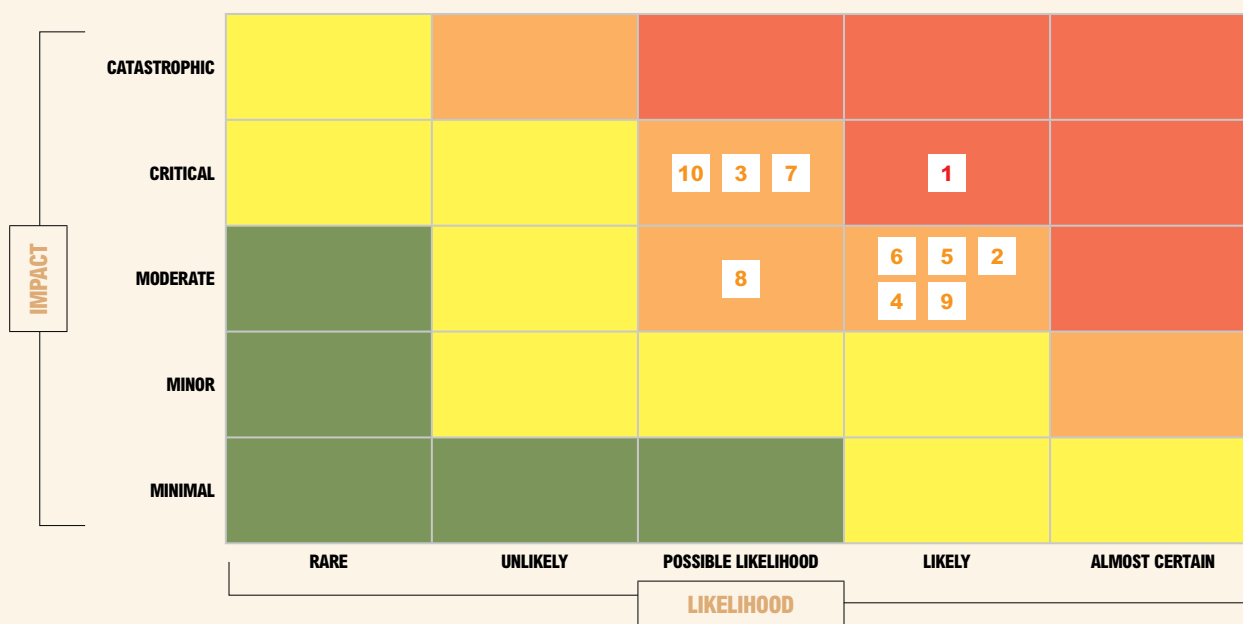 CATASTROPHIC
CRITICAL
10 3 7
1
IMPACT
MODERATE
8
6 5 2
4 9
MINOR
MINIMAL
RARE
UNLIKELY
POSSIBLE LIKELIHOOD
LIKELY
ALMOST CERTAIN
LIKELIHOOD